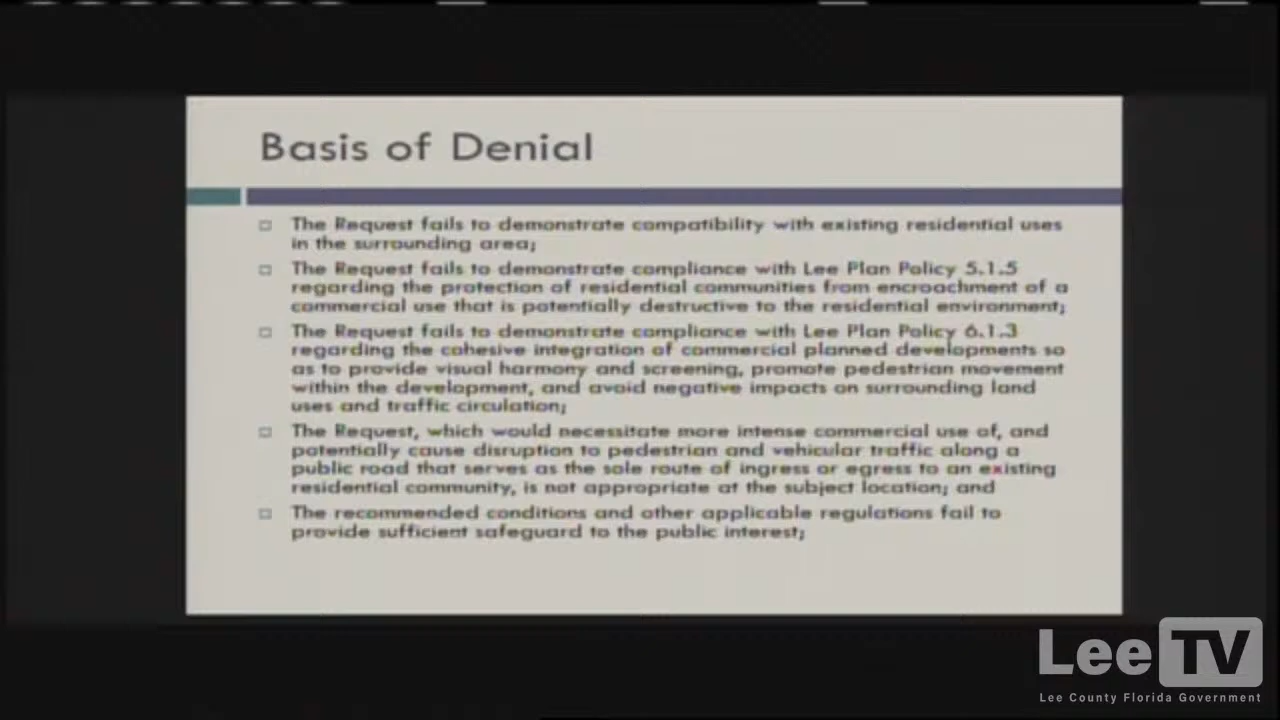 Basis of Denial
□ The Request fails to demonstrate compatibility with existing residential uses
in the surrounding area;
□ The Request fails to demonstrate compliance with Lee Plan Policy 5.1.5
regarding the protection of residential communities from encroachment of a
commercial use that is potentially destructive to the residential environment;
□ The Request fails to demonstrate compliance with Lee Plan Policy 6.1.3
regarding the cohesive integration of commercial planned developments so
as to provide visual harmony and screening, promote pedestrian movement
within the development, and avoid negative impacts on surrounding land
uses and traffic circulation;
□ The Request, which would necessitate more intense commercial use of, and
potentially cause disruption to pedestrian and vehicular traffic along a
public road that serves as the sole route of ingress or egress to an existing
residential community, is not appropriate at the subject location; and
□ The recommended conditions and other applicable regulations fail to
provide sufficient safeguard to the public interest;
Lee TV
Lee County Florida Government